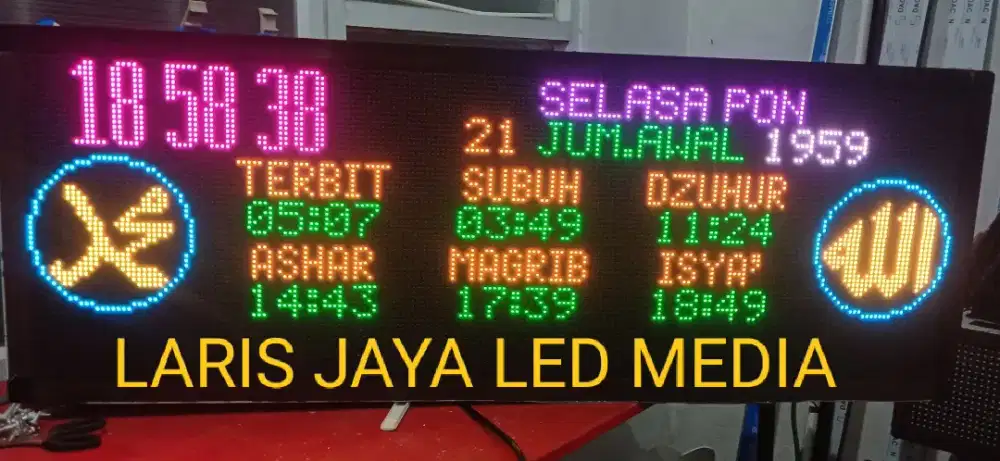 18 58 38
SELASA PON
21 JUM.AWAL 1959
TERBIT SUBUH DZUHUR
05:07 03:49 11:24
ASHAR MAGRIB ISYA'
14:43 17:39 18:49
الله
LARIS JAYA LED MEDIA